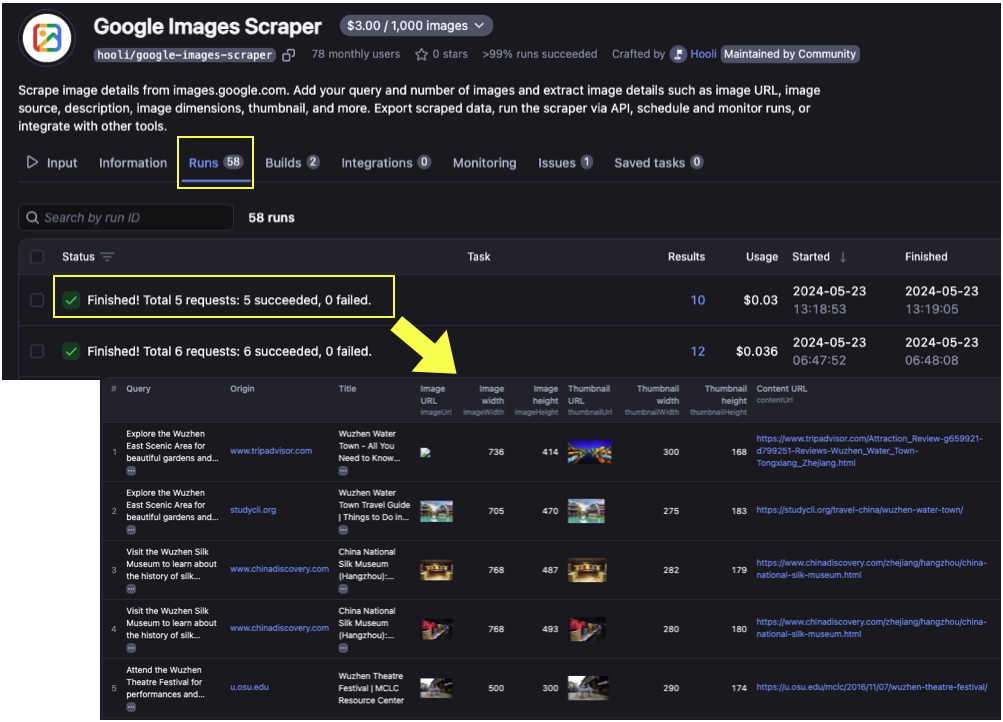 Google Images Scraper $3.00 / 1,000 images
hooli/google-images-scraper 78 monthly users 0 stars >99% runs succeeded Crafted by Hooli Maintained by Community
Scrape image details from images.google.com. Add your query and number of images and extract image details such as image URL, image
source, description, image dimensions, thumbnail, and more. Export scraped data, run the scraper via API, schedule and monitor runs, or
integrate with other tools.
Input Information Runs 58 Builds 2 Integrations 0 Monitoring Issues 1 Saved tasks 0
Search by run ID 58 runs
Status Task Results Usage Started Finished
Finished! Total 5 requests: 5 succeeded, 0 failed. 10 $0.03 2024-05-23 2024-05-23
13:18:53 13:19:05
Finished! Total 6 requests: 6 succeeded, 0 failed. 12 $0.036 2024-05-23 2024-05-23
06:47:52 06:48:08
# Query Origin Title Image Image Image Thumbnail Thumbnail Thumbnail Content URL
URL width height URL width height contentUrl
imageUrl imageWidth imageHeight thumbnailUrl thumbnailWidth thumbnailHeight
Explore the Wuzhen Wuzhen Water https://www.tripadvisor.com/Attraction_Review-g659921-
1 East Scenic Area for www.tripadvisor.com Town - All You 736 414 300 168 d799251-Reviews-Wuzhen_Water_Town-
beautiful gardens and... Need to Know... Tongxiang_Zhejiang.html
Explore the Wuzhen Wuzhen Water
2 East Scenic Area for studycli.org Town Travel Guide 705 470 275 183 https://studycli.org/travel-china/wuzhen-water-town/
beautiful gardens and... | Things to Do in...
Visit the Wuzhen Silk China National
3 Museum to learn about www.chinadiscovery.com Silk Museum 768 487 282 179 https://www.chinadiscovery.com/zhejiang/hangzhou/china-
the history of silk... (Hangzhou):... national-silk-museum.html
Visit the Wuzhen Silk China National
4 Museum to learn about www.chinadiscovery.com Silk Museum 768 493 280 180 https://www.chinadiscovery.com/zhejiang/hangzhou/china-
the history of silk... (Hangzhou):... national-silk-museum.html
Attend the Wuzhen Wuzhen Theatre
5 Theatre Festival for u.osu.edu Festival | MCLC 500 300 290 174 https://u.osu.edu/mclc/2016/11/07/wuzhen-theatre-festival/
performances and... Resource Center